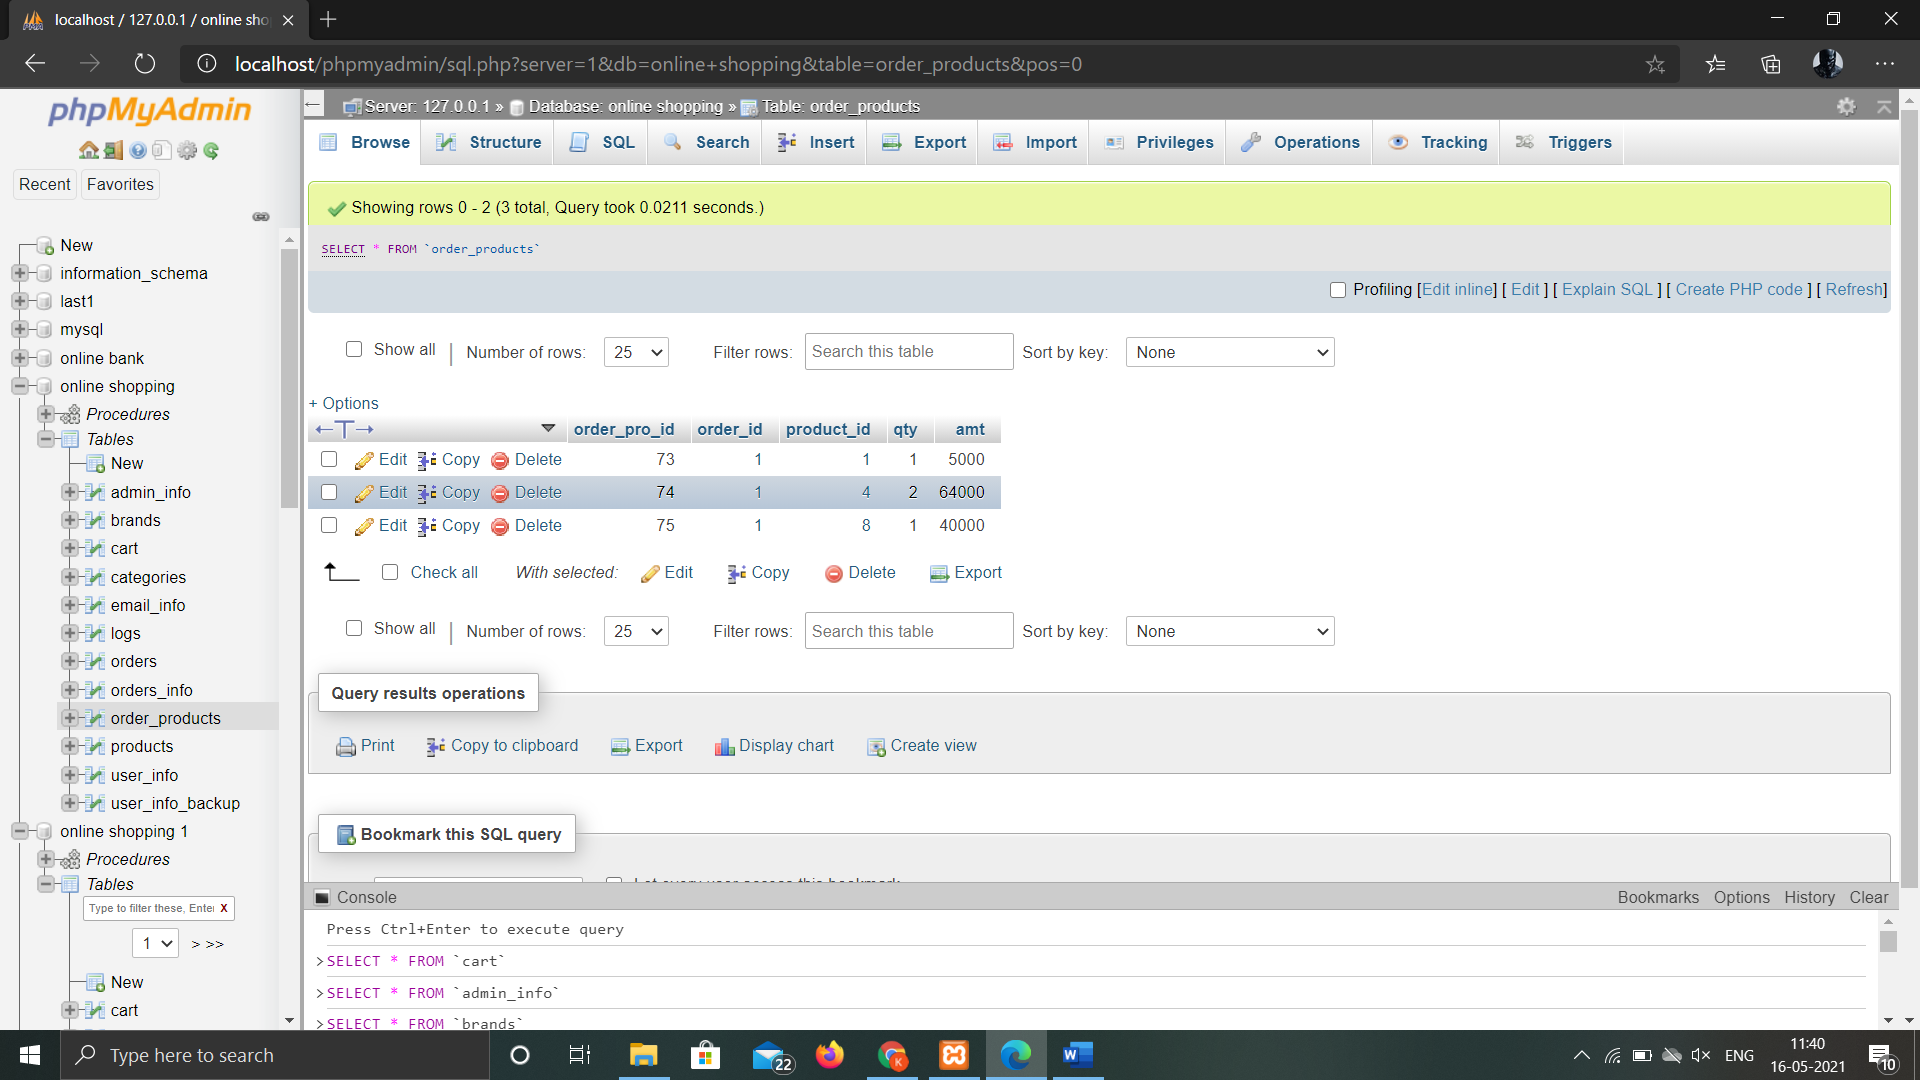 localhost / 127.0.0.1 / online sho
localhost/phpmyadmin/sql.php?server=1&db=online+shopping&table=order_products&pos=0
phpMyAdmin
Recent Favorites
New
information_schema
last1
mysql
online bank
online shopping
Procedures
Tables
New
admin_info
brands
cart
categories
email_info
logs
orders
orders_info
order_products
products
user_info
user_info_backup
online shopping 1
Procedures
Tables
Type to filter these, Enter X
1 > >>
New
cart
Server: 127.0.0.1 » Database: online shopping » Table: order_products
Browse Structure SQL Search Insert Export Import Privileges Operations Tracking Triggers
Showing rows 0 - 2 (3 total, Query took 0.0211 seconds.)
SELECT * FROM `order_products`
Profiling [Edit inline] [ Edit ] [ Explain SQL ] [ Create PHP code ] [ Refresh]
Show all | Number of rows: 25 Filter rows: Search this table Sort by key: None
+ Options
←T→ order_pro_id order_id product_id qty amt
Edit Copy Delete 73 1 1 1 5000
Edit Copy Delete 74 1 4 2 64000
Edit Copy Delete 75 1 8 1 40000
Check all With selected: Edit Copy Delete Export
Show all | Number of rows: 25 Filter rows: Search this table Sort by key: None
Query results operations
Print Copy to clipboard Export Display chart Create view
Bookmark this SQL query
Let every user access this bookmark
Console Bookmarks Options History Clear
Press Ctrl+Enter to execute query
>SELECT * FROM `cart`
>SELECT * FROM `admin_info`
>SELECT * FROM `brands`
Type here to search
22
K
ENG
11:40
16-05-2021
10